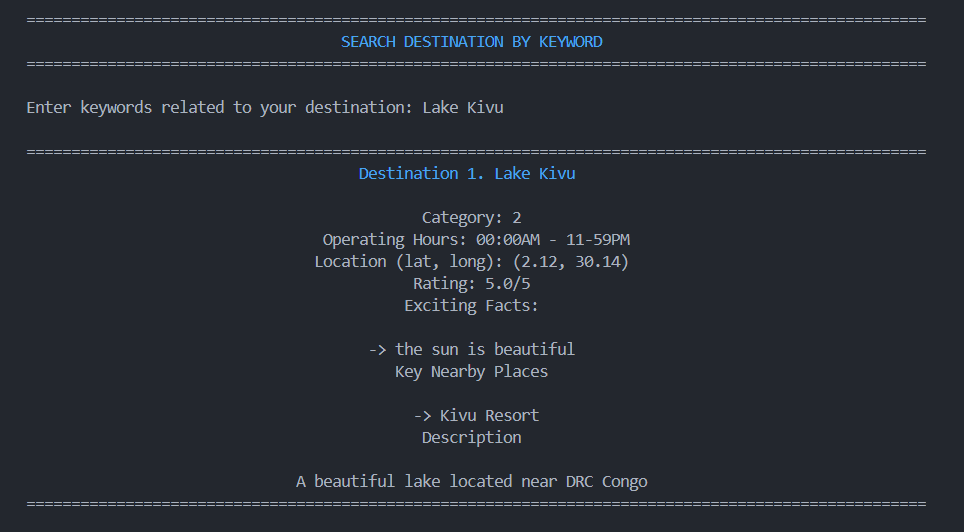 ====================================================================================================
SEARCH DESTINATION BY KEYWORD
====================================================================================================
Enter keywords related to your destination: Lake Kivu
====================================================================================================
Destination 1. Lake Kivu
Category: 2
Operating Hours: 00:00AM - 11-59PM
Location (lat, long): (2.12, 30.14)
Rating: 5.0/5
Exciting Facts:
-> the sun is beautiful
Key Nearby Places
-> Kivu Resort
Description
A beautiful lake located near DRC Congo
====================================================================================================